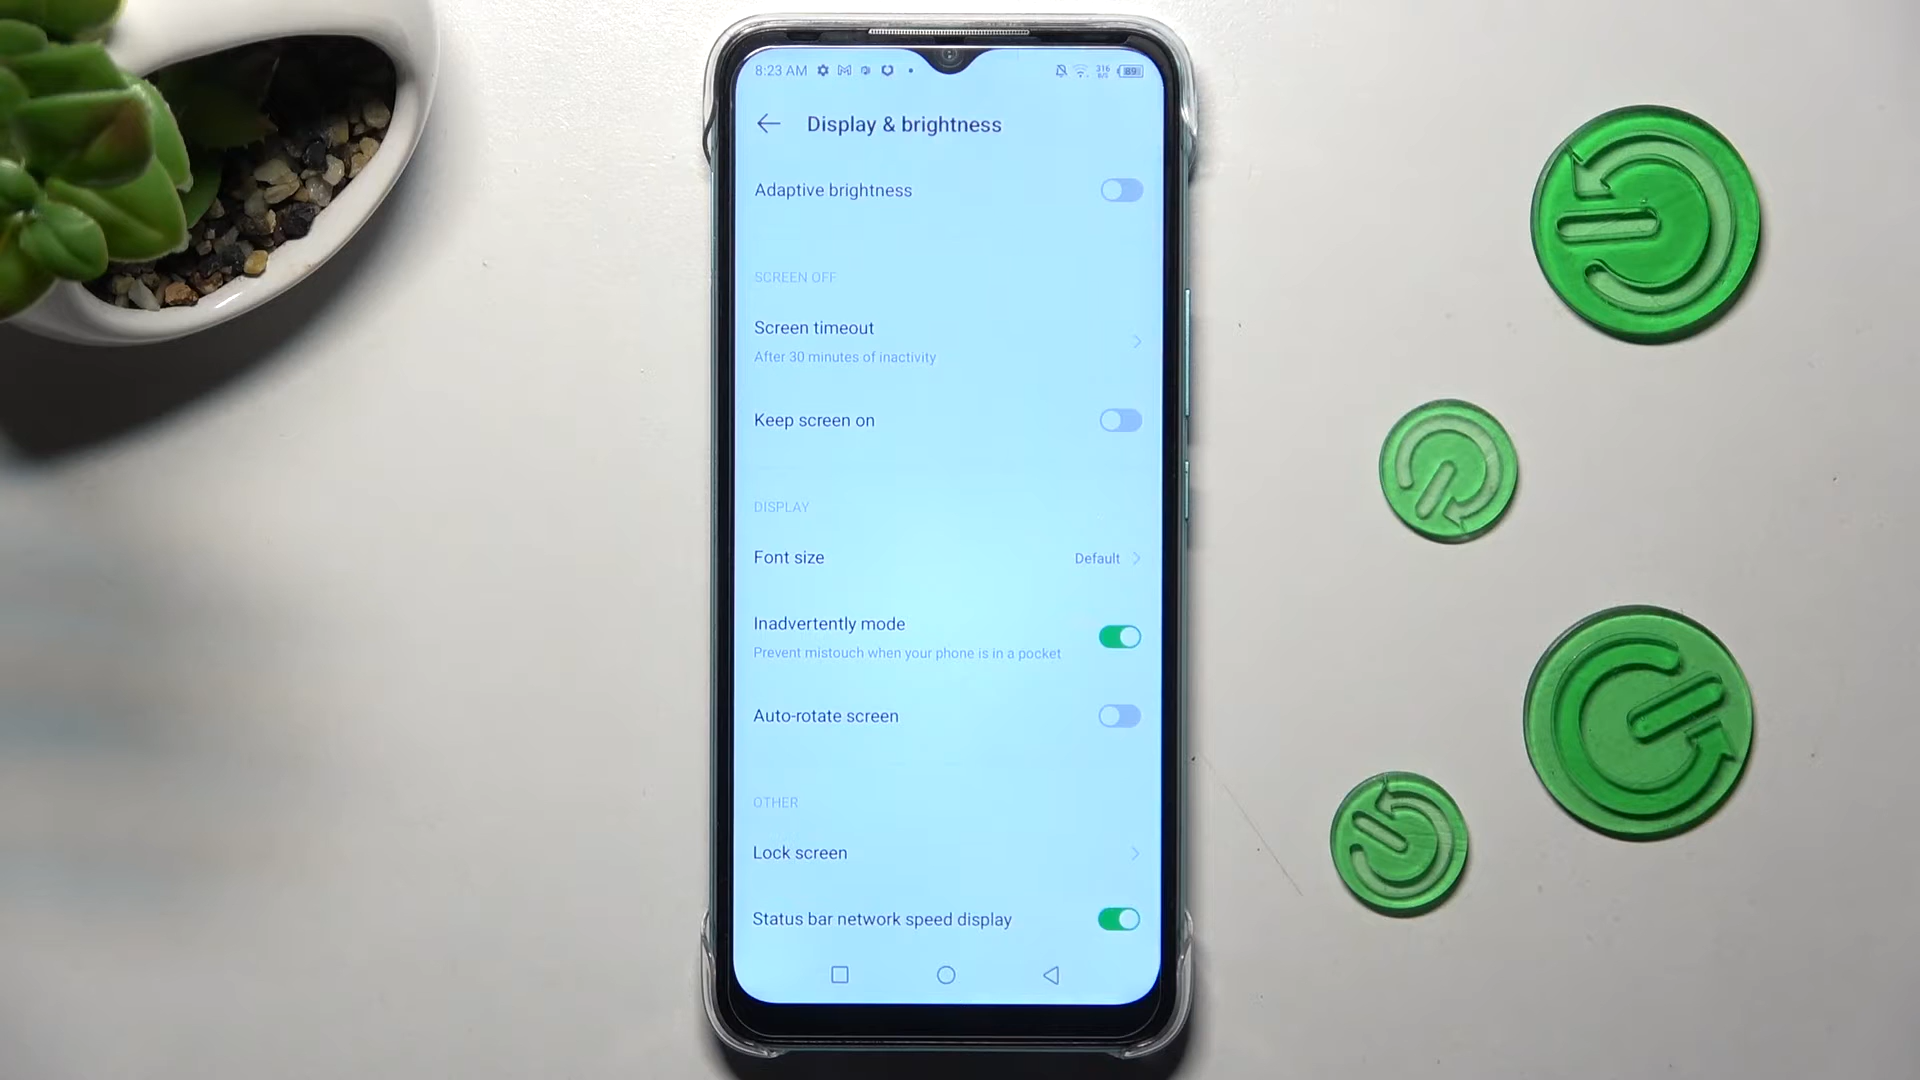 8:23 AM
316
B/S
89
Display & brightness
Adaptive brightness
SCREEN OFF
Screen timeout
After 30 minutes of inactivity
Keep screen on
DISPLAY
Font size
Default
Inadvertently mode
Prevent mistouch when your phone is in a pocket
Auto-rotate screen
OTHER
Lock screen
Status bar network speed display